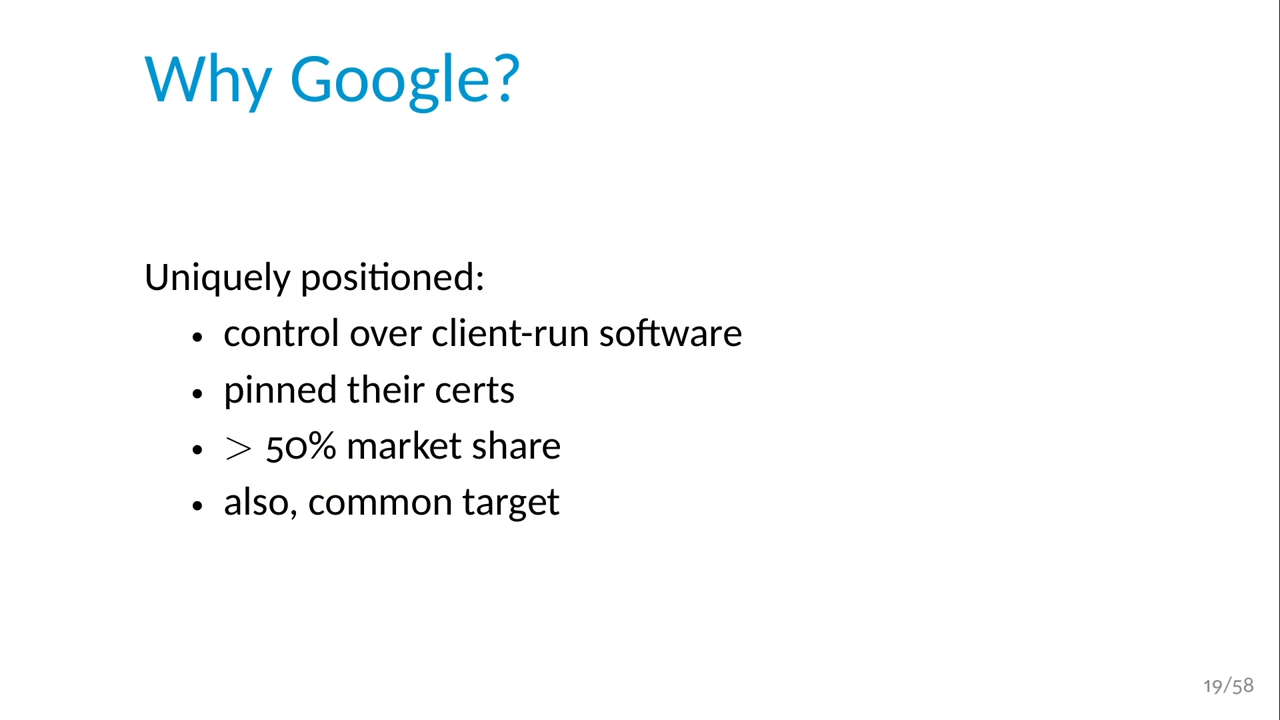 Why Google?
Uniquely positioned:
• control over client-run software
• pinned their certs
• > 50% market share
• also, common target
19/58